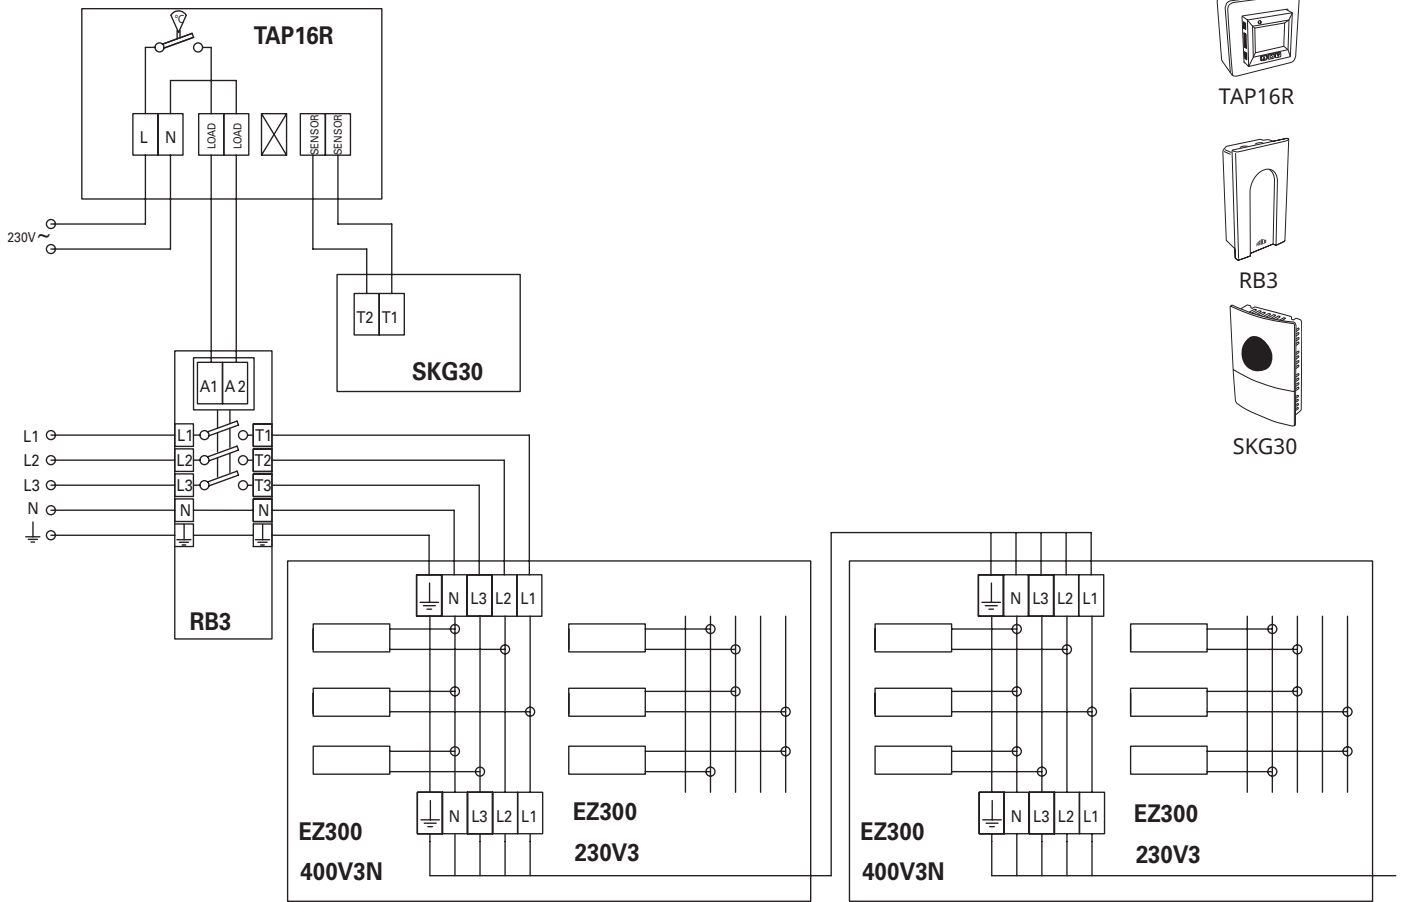 TAP16R
°C
L N LOAD LOAD SENSOR SENSOR
230V~
T2 T1
SKG30
A1 A2
L1 L1 T1
L2 L2 T2
L3 L3 T3
N N N
RB3
N L3 L2 L1
N L3 L2 L1
EZ300
400V3N
EZ300
230V3
N L3 L2 L1
N L3 L2 L1
EZ300
400V3N
EZ300
230V3
TAP16R
RB3
SKG30